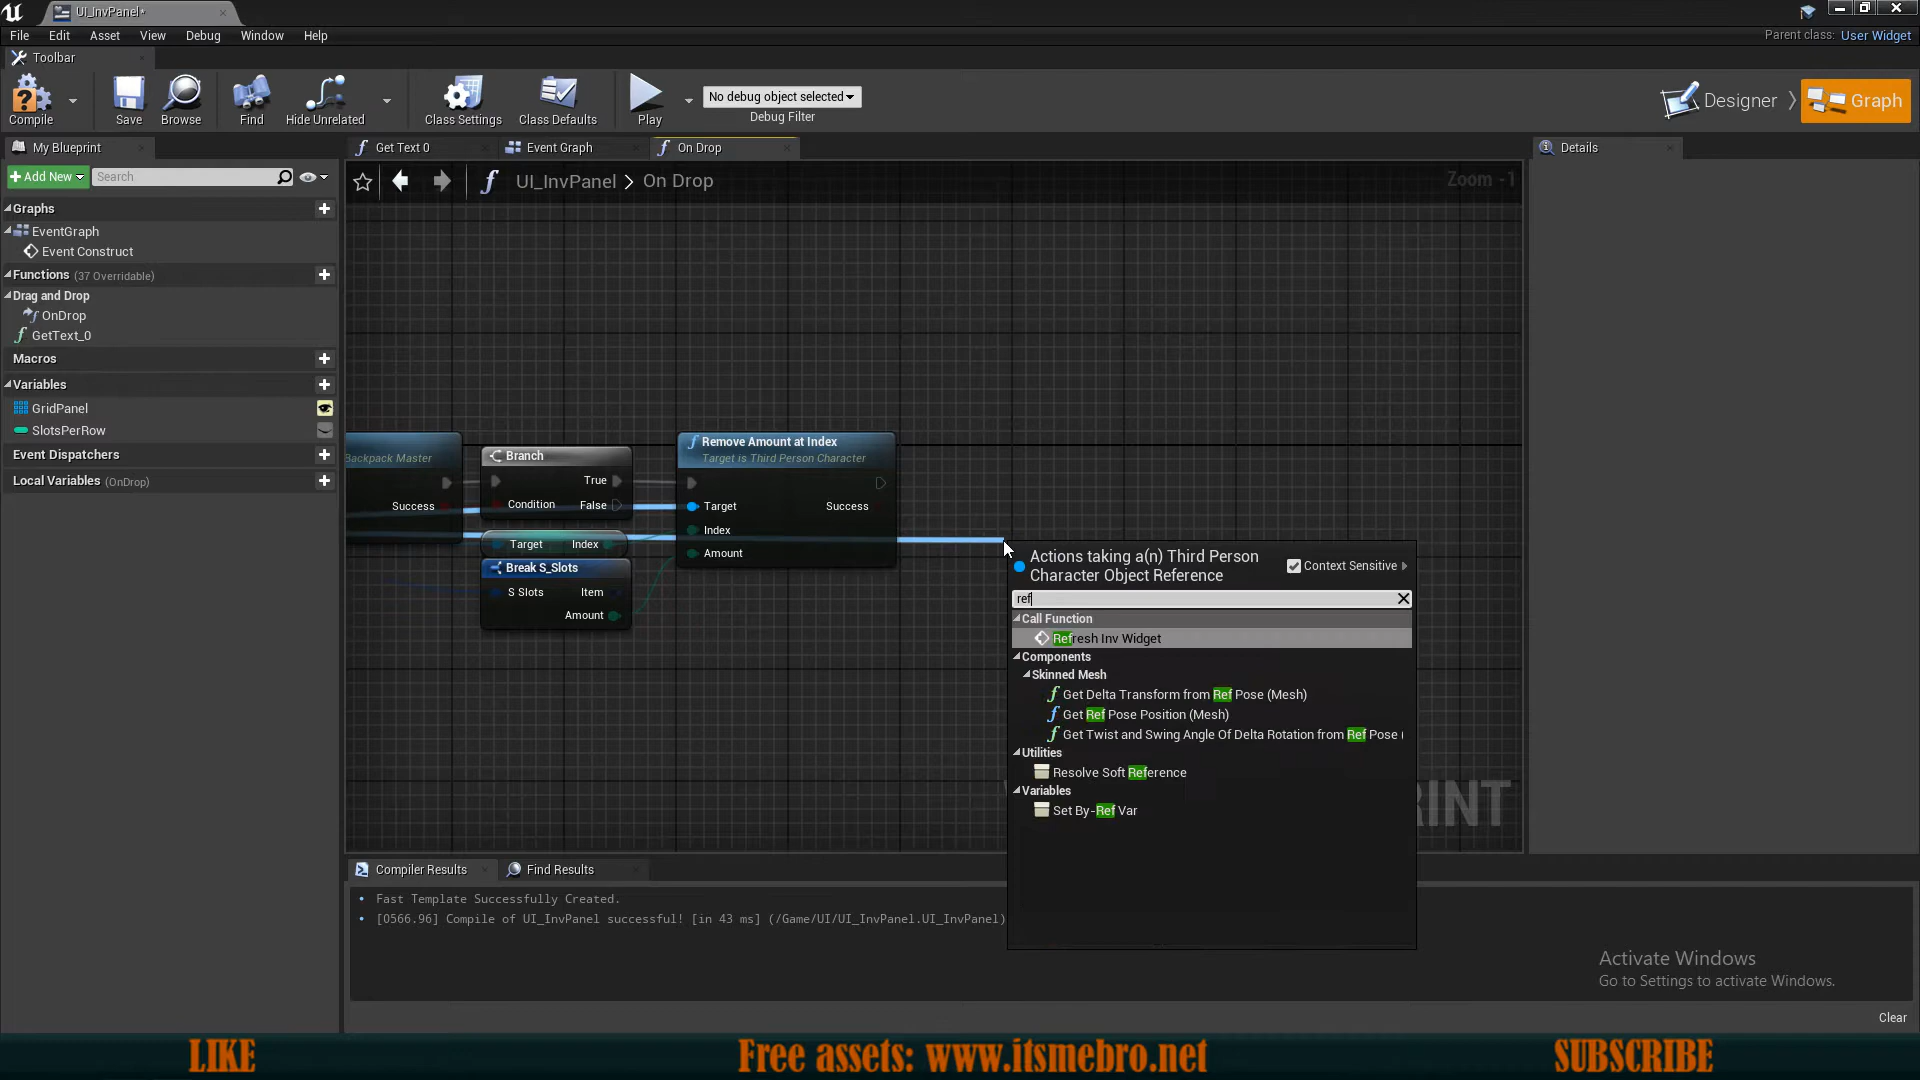 UI_InvPanel*
File Edit Asset View Debug Window Help
Parent class: User Widget
Toolbar
Compile
Save
Browse
Find
Hide Unrelated
Class Settings
Class Defaults
Play
No debug object selected
Debug Filter
Designer
Graph
My Blueprint
Get Text 0
Event Graph
On Drop
Details
Add New
Search
UI_InvPanel > On Drop
Zoom -1
Graphs
EventGraph
Event Construct
Functions (37 Overridable)
Drag and Drop
OnDrop
GetText_0
Macros
Variables
GridPanel
SlotsPerRow
Event Dispatchers
Local Variables (OnDrop)
Backpack Master
Success
Branch
True
Condition
False
Target
Index
Break S_Slots
S Slots
Item
Amount
Remove Amount at Index
Target is Third Person Character
Target
Success
Index
Amount
Actions taking a(n) Third Person
Character Object Reference
Context Sensitive
ref
Call Function
Refresh Inv Widget
Components
Skinned Mesh
Get Delta Transform from Ref Pose (Mesh)
Get Ref Pose Position (Mesh)
Get Twist and Swing Angle Of Delta Rotation from Ref Pose (
Utilities
Resolve Soft Reference
Variables
Set By-Ref Var
RINT
Compiler Results
Find Results
Fast Template Successfully Created.
[0566.96] Compile of UI_InvPanel successful! [in 43 ms] (/Game/UI/UI_InvPanel.UI_InvPanel)
Activate Windows
Go to Settings to activate Windows.
Clear
LIKE
Free assets: www.itsmebro.net
SUBSCRIBE